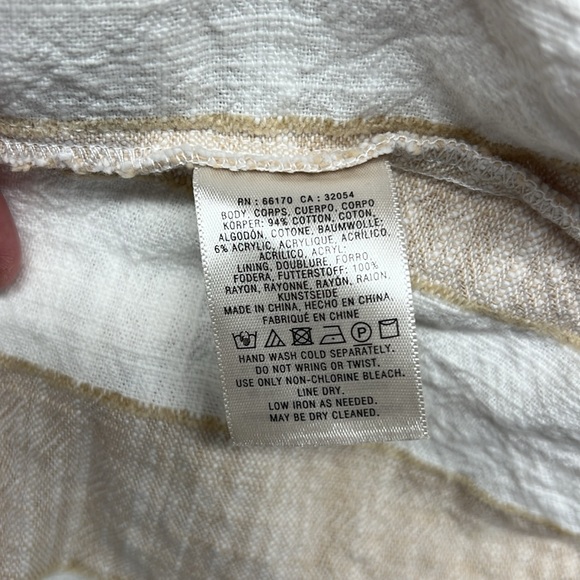 RN : 66170 CA : 32054
BODY, CORPS, CUERPO, CORPO
KORPER: 94% COTTON, COTON,
ALGODÓN, COTONE, BAUMWOLLE;
6% ACRYLIC, ACRYLIQUE, ACRÍLICO,
ACRILICO, ACRYL;
LINING, DOUBLURE, FORRO,
FODERA, FUTTERSTOFF: 100%
RAYON, RAYONNE, RAYÓN, RAION,
KUNSTSEIDE
MADE IN CHINA, HECHO EN CHINA
FABRIQUÉ EN CHINE
P
HAND WASH COLD SEPARATELY.
DO NOT WRING OR TWIST.
USE ONLY NON-CHLORINE BLEACH.
LINE DRY.
LOW IRON AS NEEDED.
MAY BE DRY CLEANED.